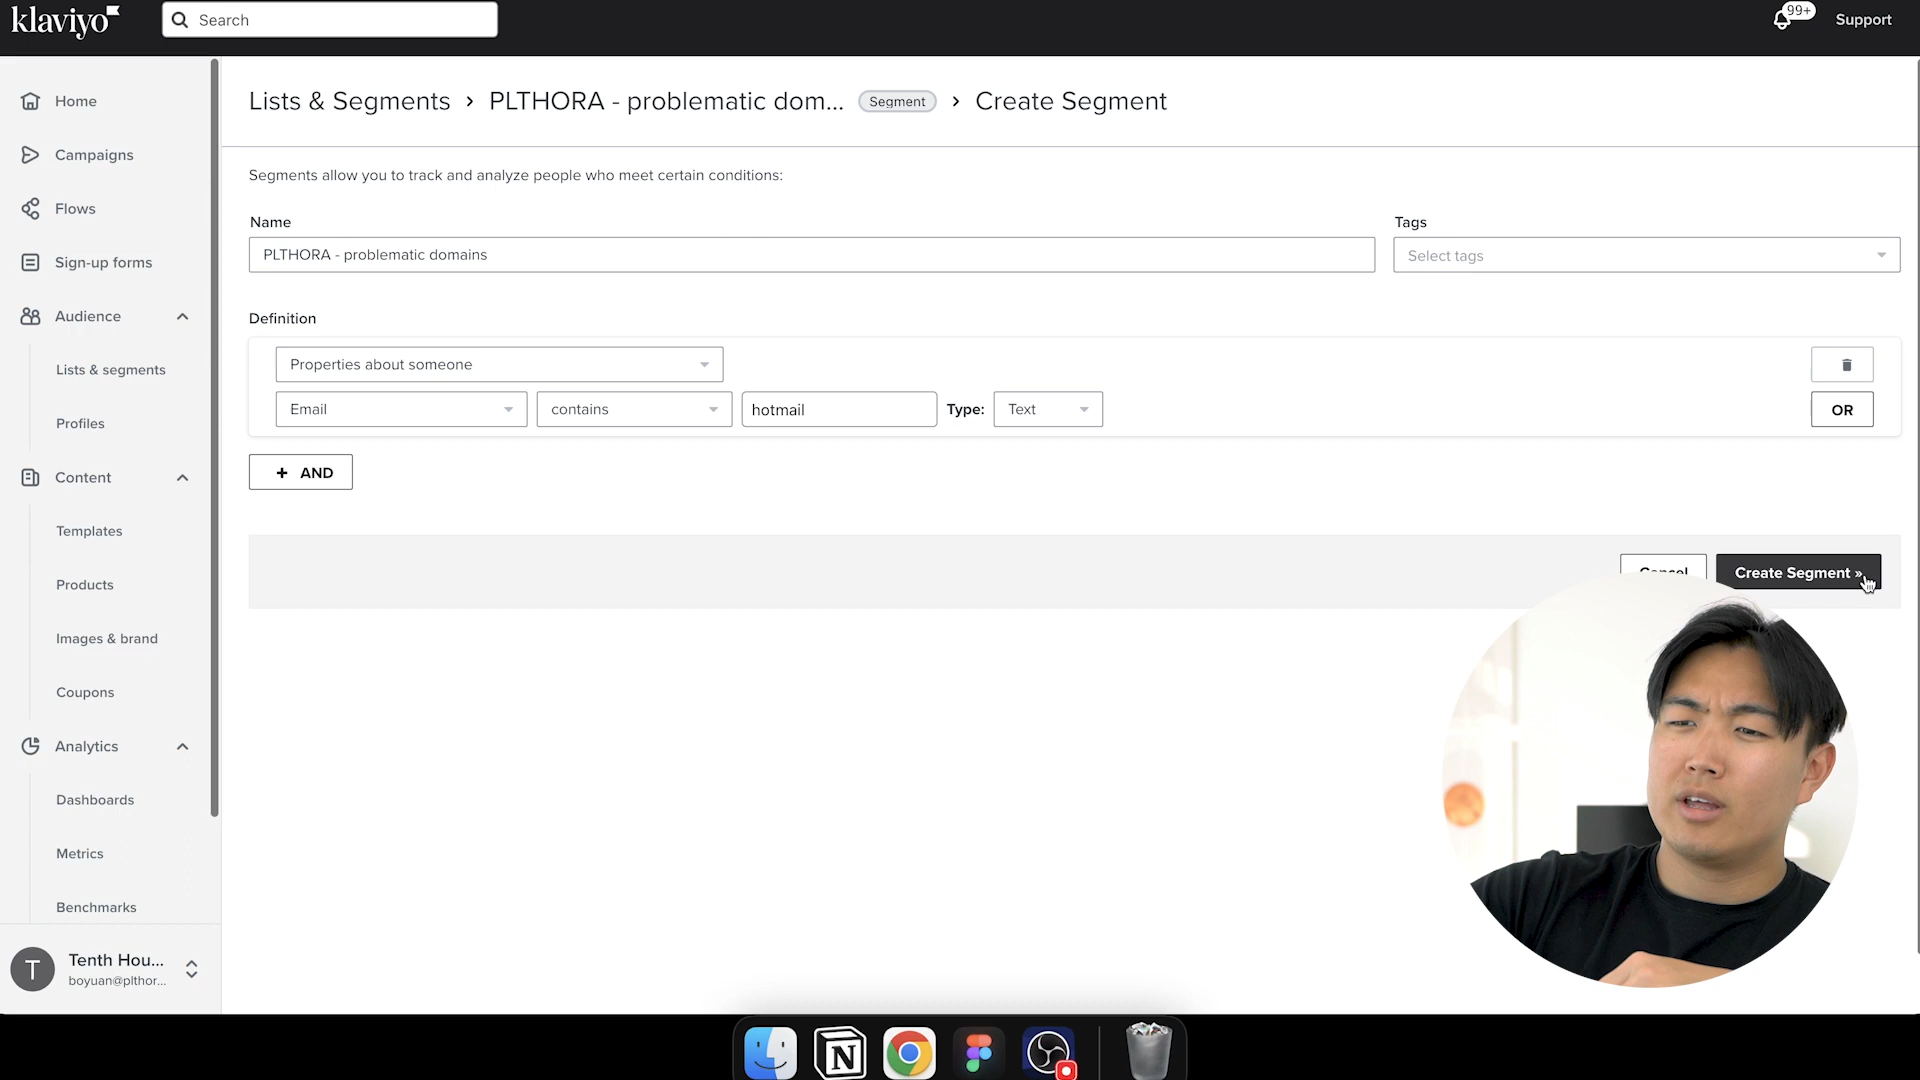 klaviyo
Search
99+
Support
Home
Campaigns
Flows
Sign-up forms
Audience
Lists & segments
Profiles
Content
Templates
Products
Images & brand
Coupons
Analytics
Dashboards
Metrics
Benchmarks
T
Tenth Hou...
boyuan@plthor...
Lists & Segments › PLTHORA - problematic dom... Segment › Create Segment
Segments allow you to track and analyze people who meet certain conditions:
Name
PLTHORA - problematic domains
Tags
Select tags
Definition
Properties about someone
Email contains hotmail Type: Text OR
+ AND
Cancel Create Segment »